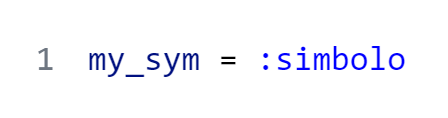 1 my_sym = :simbolo